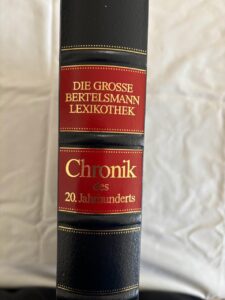 DIE GROSSE
BERTELSMANN
LEXIKOTHEK
Chronik
des
20. Jahrhunderts